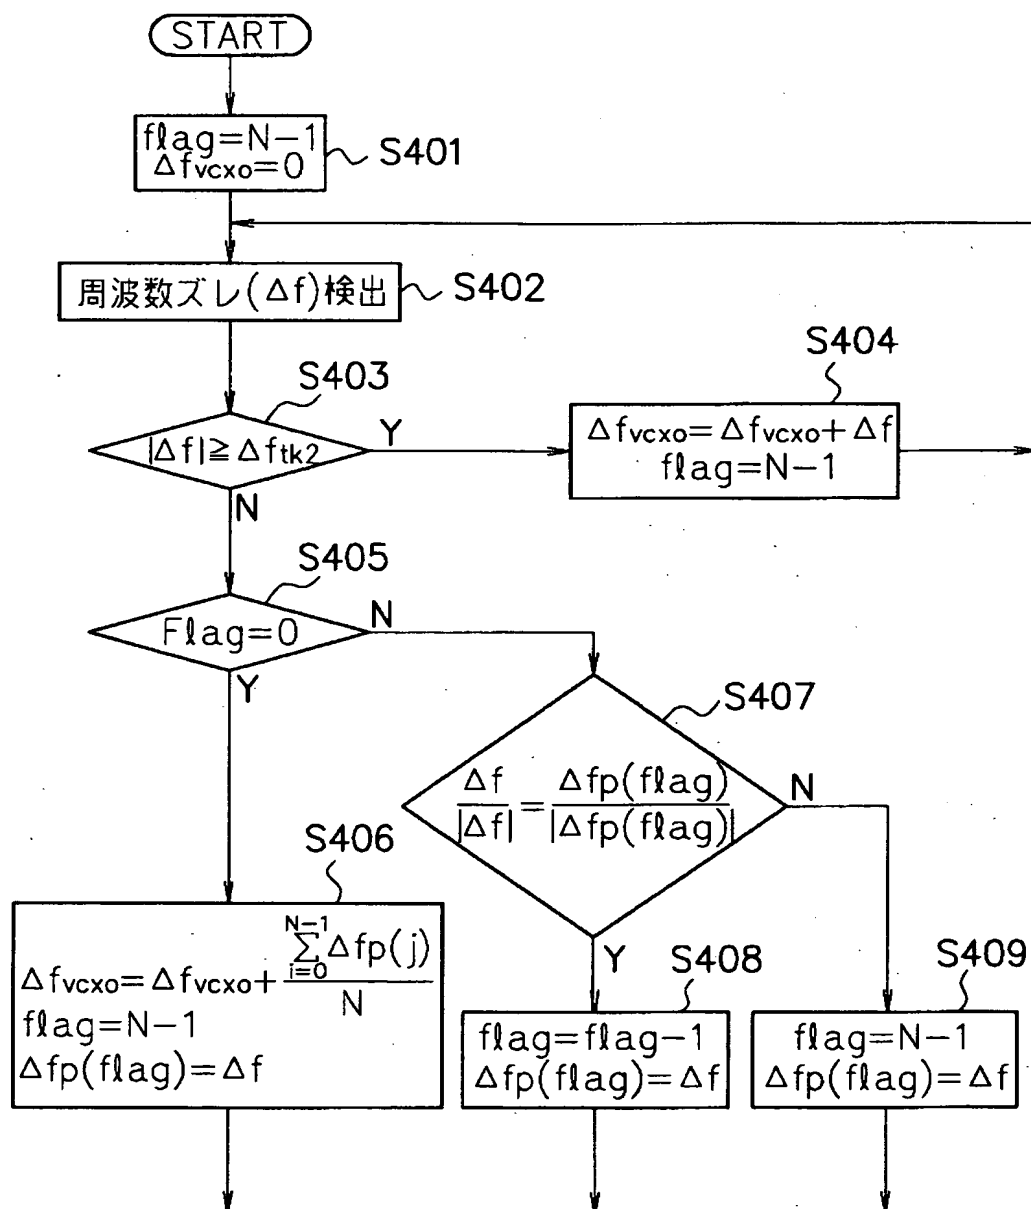 START
flag=N-1
Δfvcxo=0
S401
周波数ズレ(Δf)検出
S402
S403
|Δf|≧Δftk2
Y
N
S404
Δfvcxo=Δfvcxo+Δf
flag=N-1
S405
Flag=0
N
Y
S407
Δf/|Δf|=Δfp(flag)/|Δfp(flag)|
N
Y
S406
Δfvcxo=Δfvcxo+N-1∑i=0Δfp(j)/N
flag=N-1
Δfp(flag)=Δf
S408
flag=flag-1
Δfp(flag)=Δf
S409
flag=N-1
Δfp(flag)=Δf